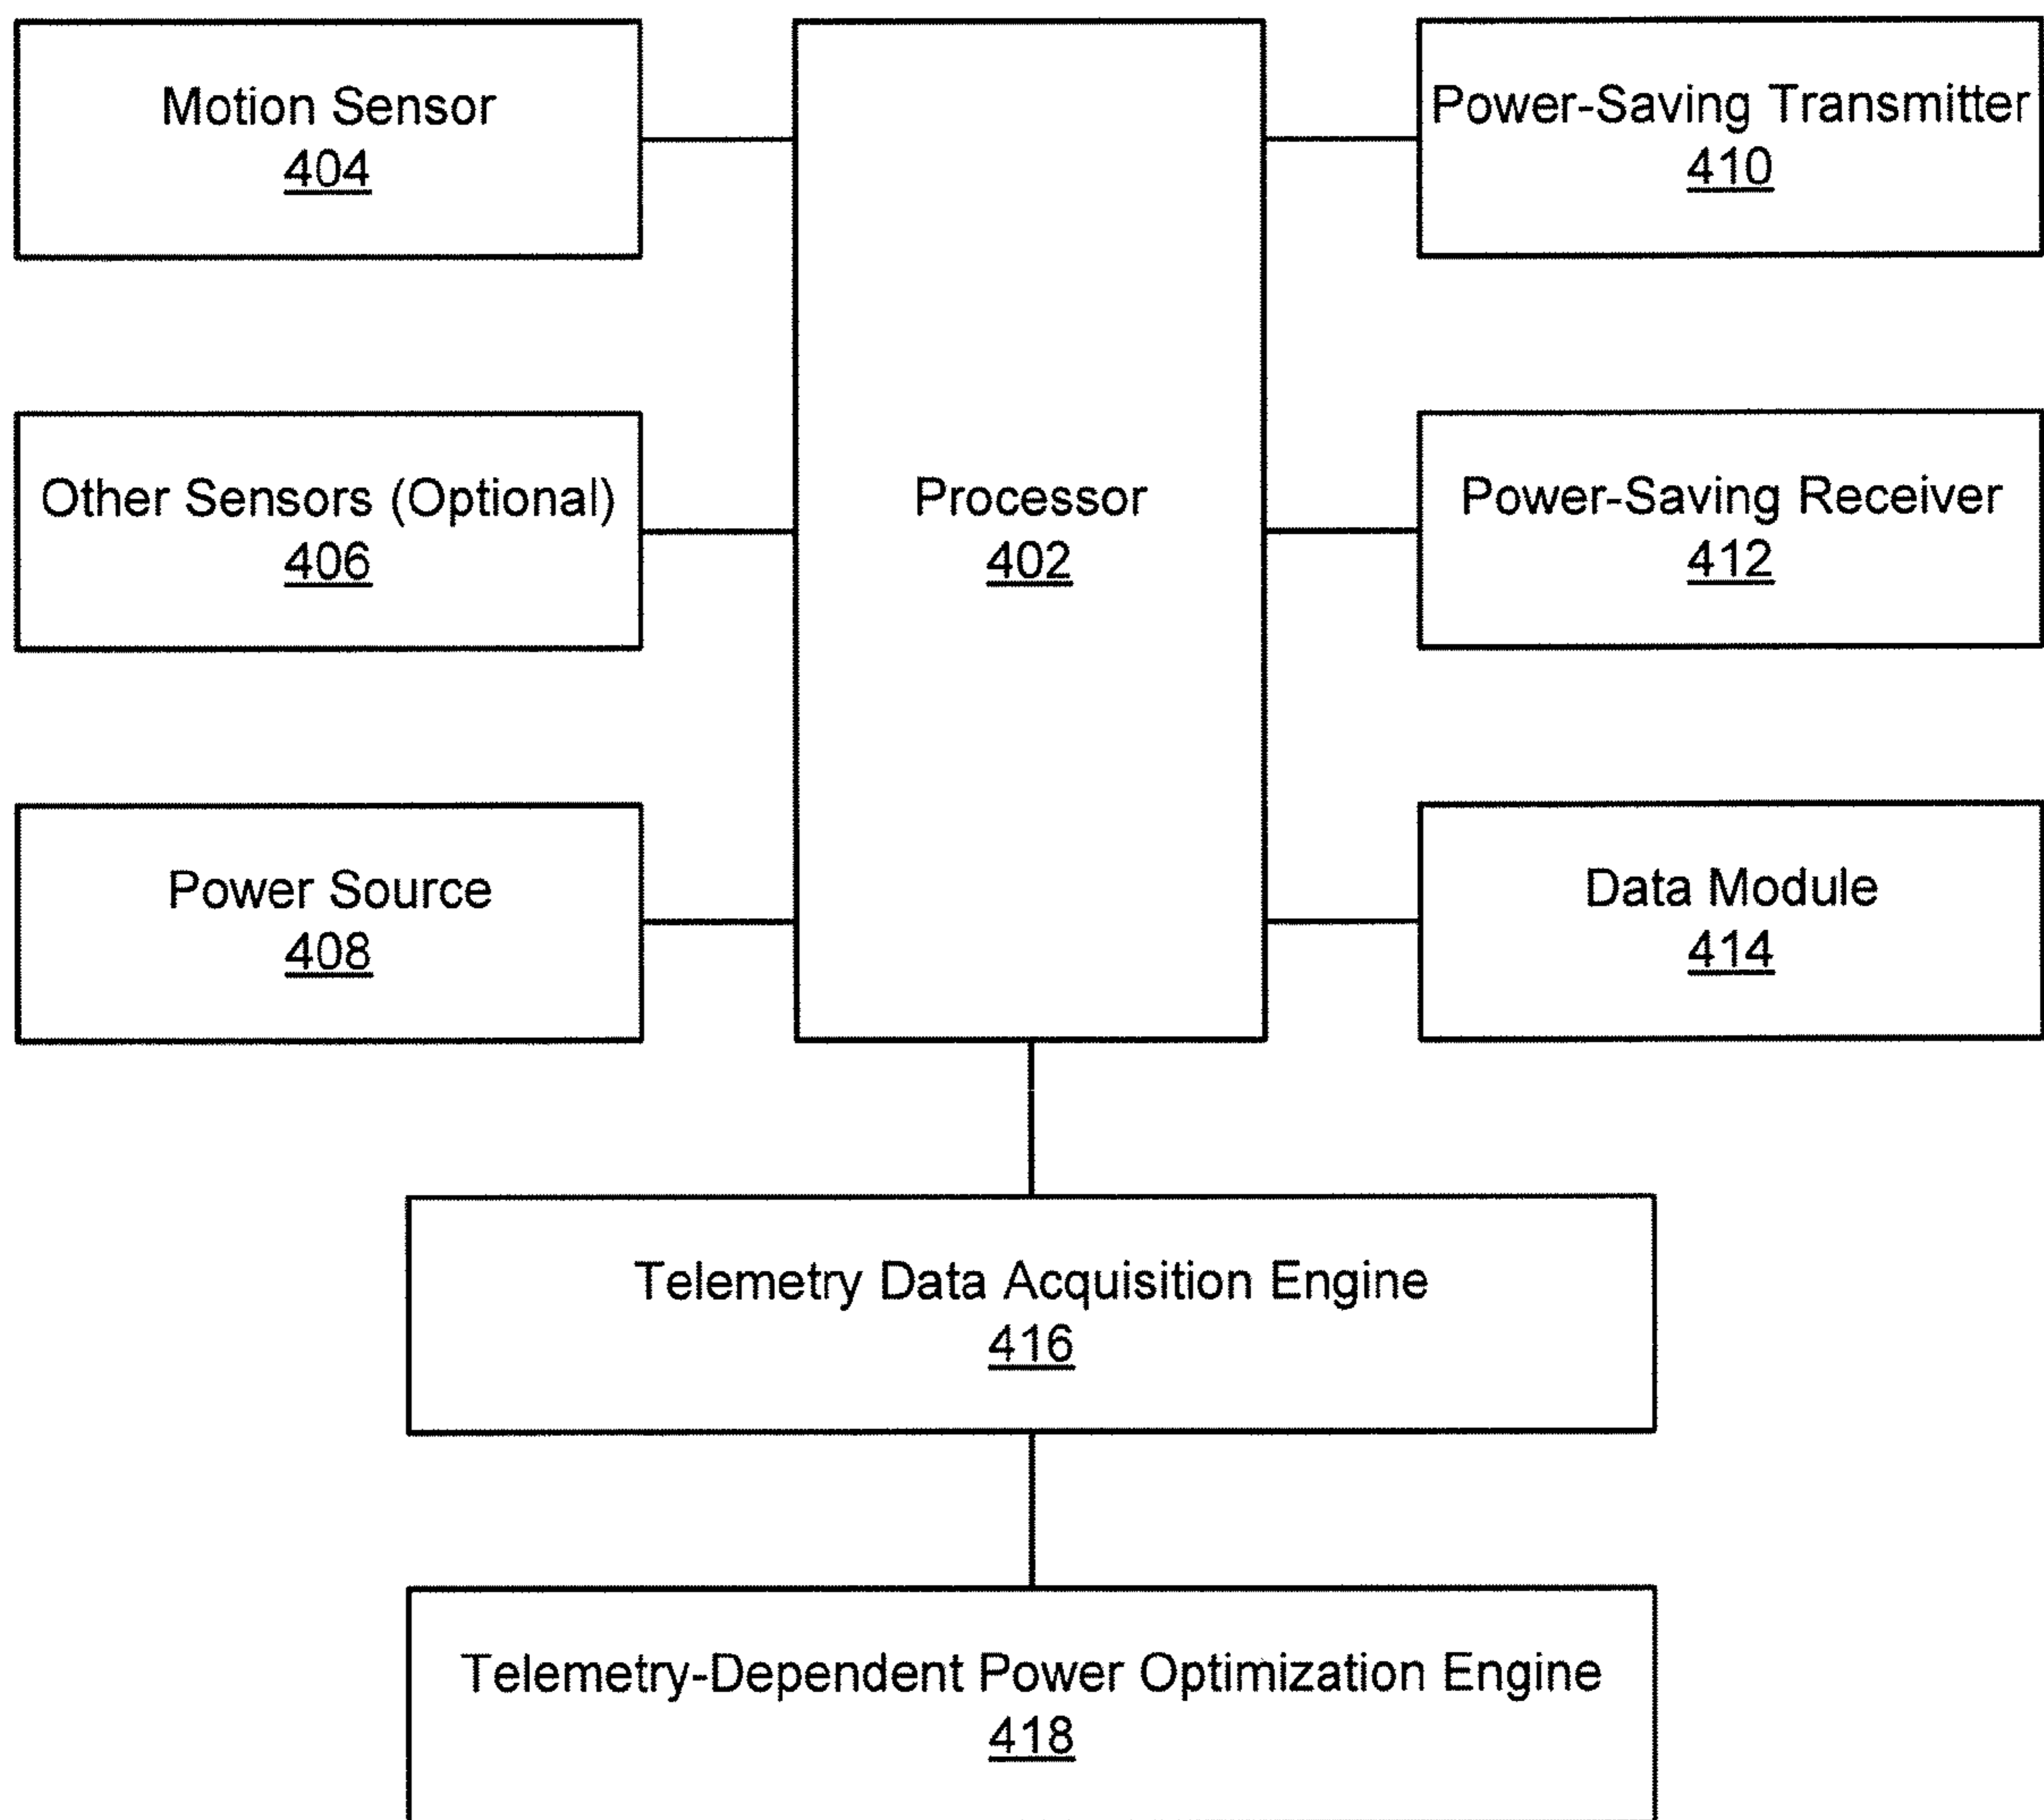 Motion Sensor
404
Other Sensors (Optional)
406
Power Source
408
Processor
402
Power-Saving Transmitter
410
Power-Saving Receiver
412
Data Module
414
Telemetry Data Acquisition Engine
416
Telemetry-Dependent Power Optimization Engine
418